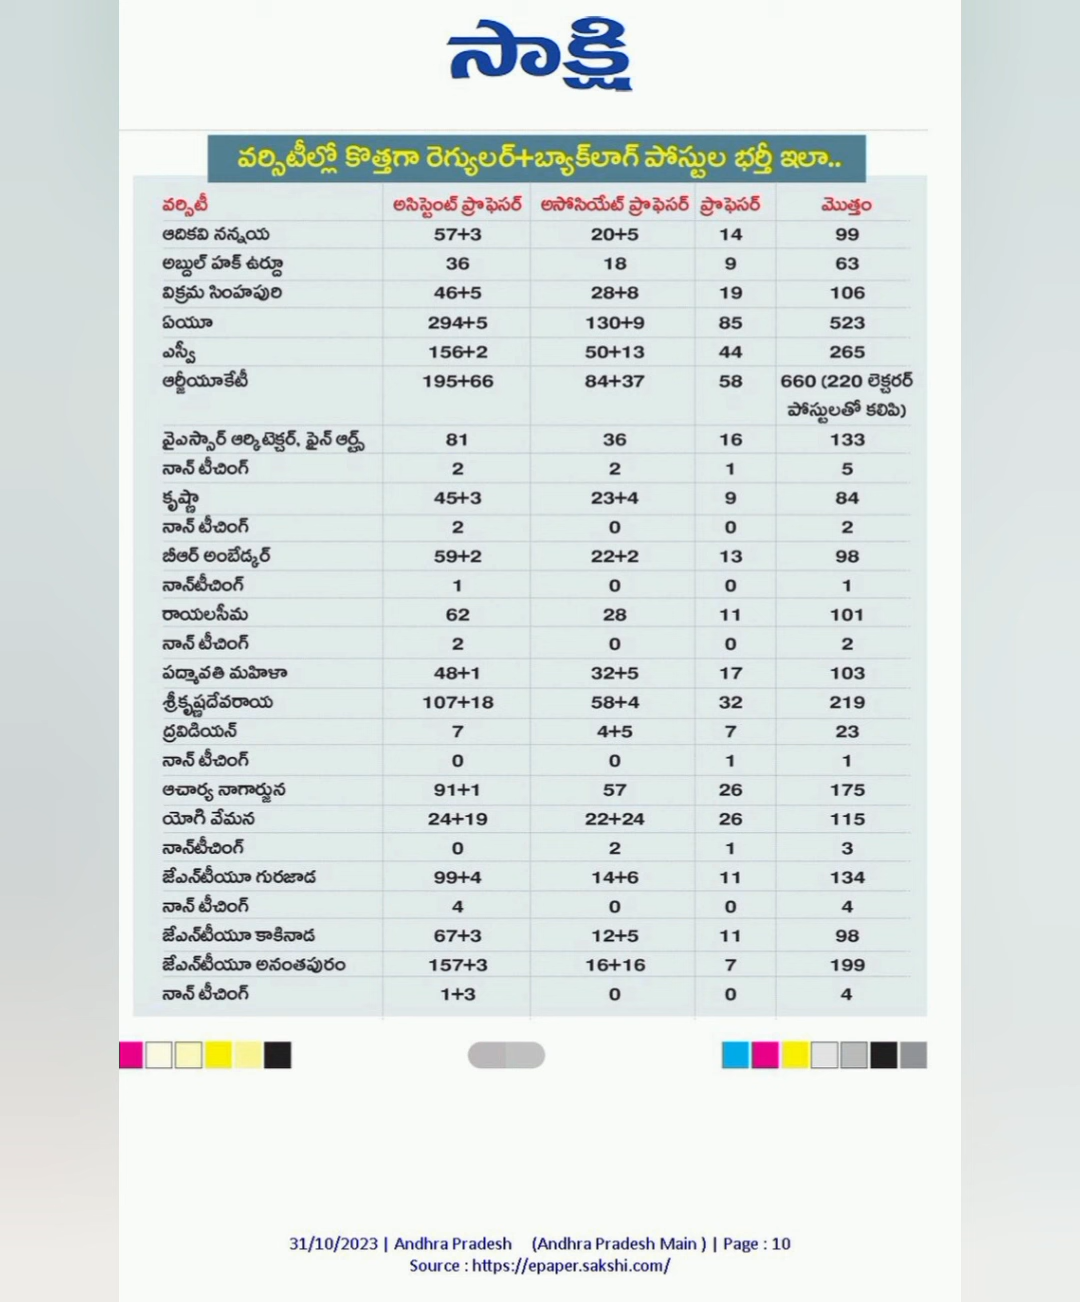 సాక్షి
వర్సిటీల్లో కొత్తగా రెగ్యులర్+బ్యాక్‌లాగ్ పోస్టుల భర్తీ ఇలా..
వర్సిటీ అసిస్టెంట్ ప్రొఫెసర్ అసోసియేట్ ప్రొఫెసర్ ప్రొఫెసర్ మొత్తం
ఆదికవి నన్నయ 57+3 20+5 14 99
అబ్దుల్ హక్ ఉర్దూ 36 18 9 63
విక్రమ సింహపురి 46+5 28+8 19 106
ఏయూ 294+5 130+9 85 523
ఎస్వీ 156+2 50+13 44 265
ఆర్జీయూకేటీ 195+66 84+37 58 660 (220 లెక్చరర్
పోస్టులతో కలిపి)
వైఎస్సార్ ఆర్కిటెక్చర్, ఫైన్ ఆర్ట్స్ 81 36 16 133
నాన్ టీచింగ్ 2 2 1 5
కృష్ణా 45+3 23+4 9 84
నాన్ టీచింగ్ 2 0 0 2
బీఆర్ అంబేడ్కర్ 59+2 22+2 13 98
నాన్‌టీచింగ్ 1 0 0 1
రాయలసీమ 62 28 11 101
నాన్ టీచింగ్ 2 0 0 2
పద్మావతి మహిళా 48+1 32+5 17 103
శ్రీకృష్ణదేవరాయ 107+18 58+4 32 219
ద్రవిడియన్ 7 4+5 7 23
నాన్ టీచింగ్ 0 0 1 1
ఆచార్య నాగార్జున 91+1 57 26 175
యోగి వేమన 24+19 22+24 26 115
నాన్‌టీచింగ్ 0 2 1 3
జేఎన్‌టీయూ గురజాడ 99+4 14+6 11 134
నాన్ టీచింగ్ 4 0 0 4
జేఎన్‌టీయూ కాకినాడ 67+3 12+5 11 98
జేఎన్‌టీయూ అనంతపురం 157+3 16+16 7 199
నాన్ టీచింగ్ 1+3 0 0 4
31/10/2023 | Andhra Pradesh (Andhra Pradesh Main ) | Page : 10
Source : https://epaper.sakshi.com/